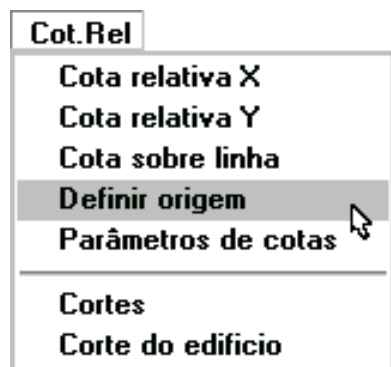 Cot.Rel
Cota relativa X
Cota relativa Y
Cota sobre linha
Definir origem
Parâmetros de cotas
Cortes
Corte do edificio